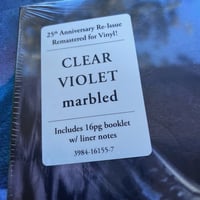 25th Anniversary Re-Issue
Remastered for Vinyl!
CLEAR
VIOLET
marbled
Includes 16pg booklet
w/ liner notes
3984-16155-7